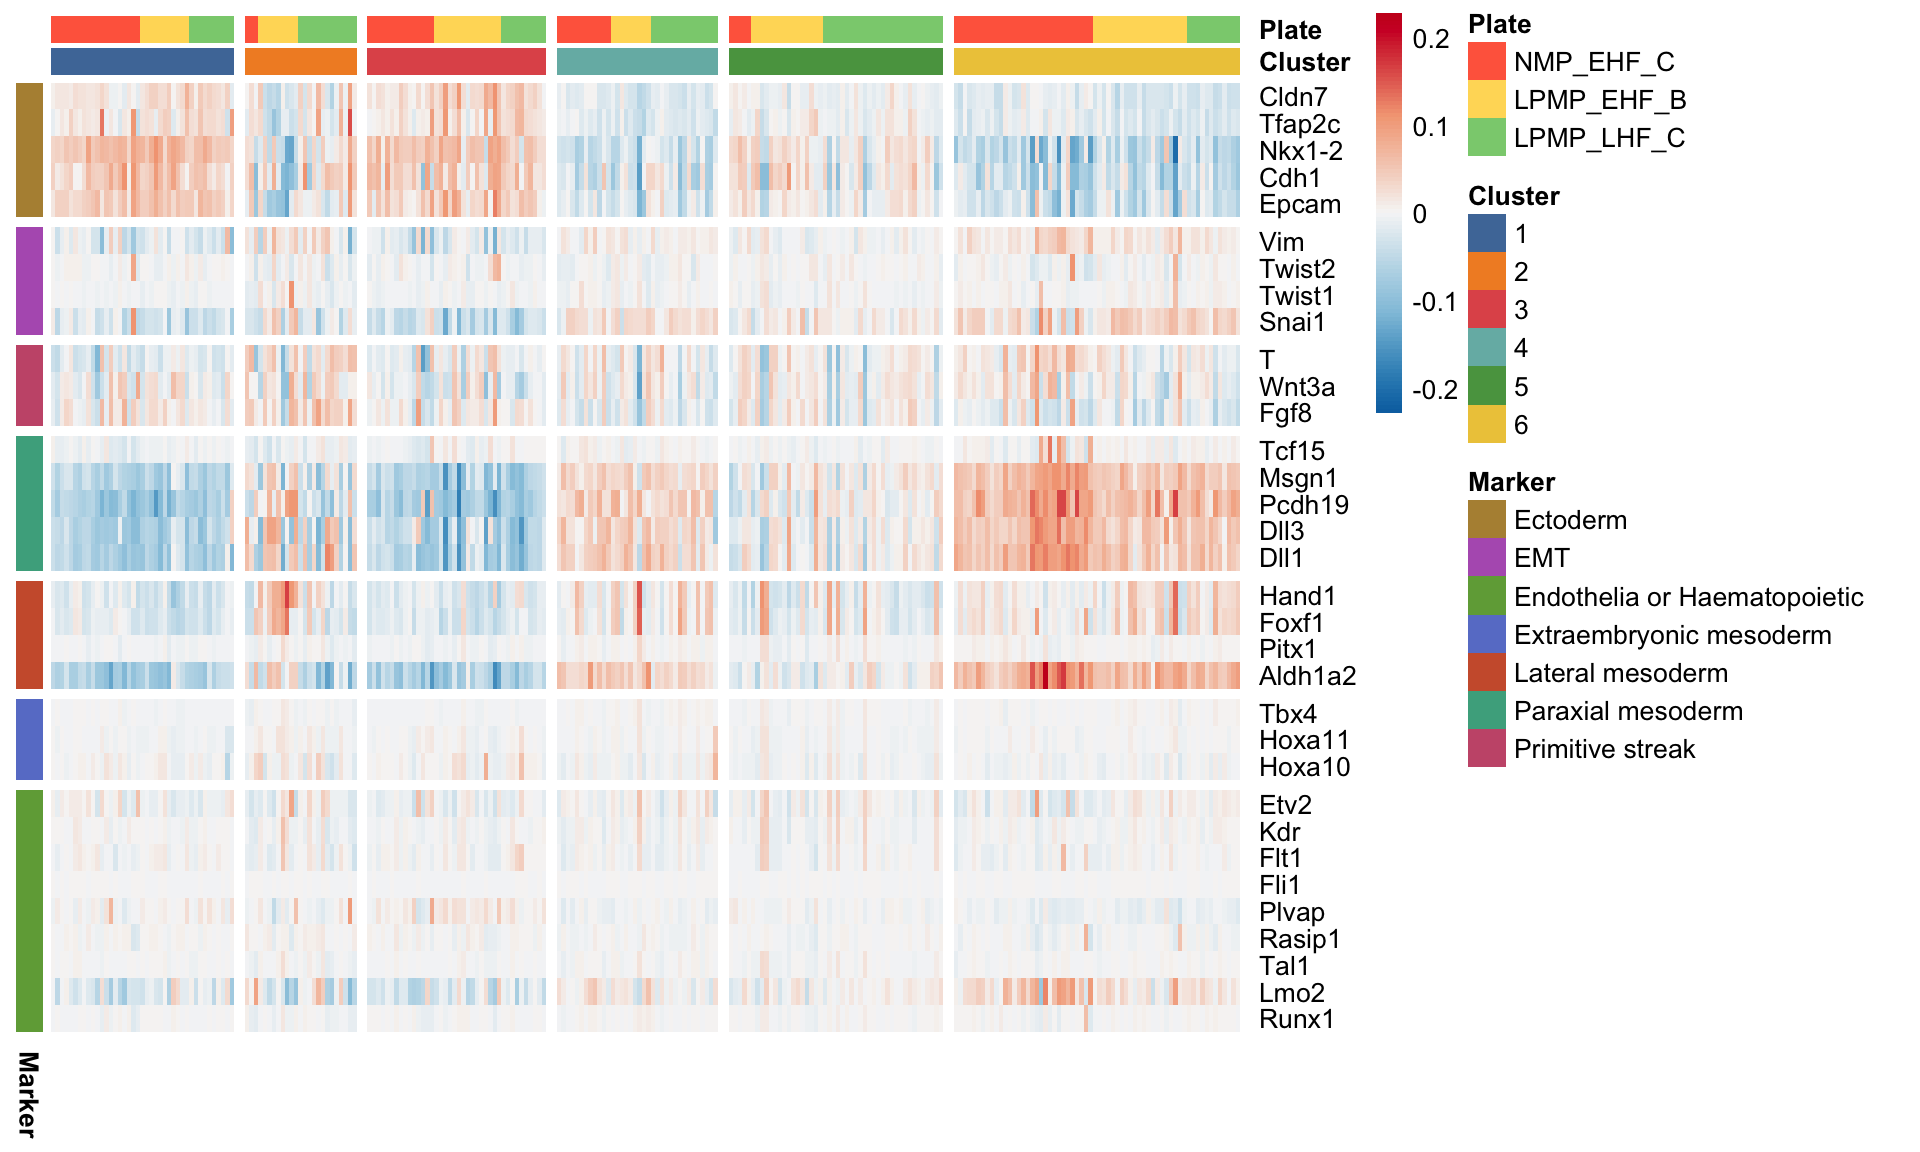 Plate
Cluster
Cldn7
Tfap2c
Nkx1-2
Cdh1
Epcam
Vim
Twist2
Twist1
Snai1
T
Wnt3a
Fgf8
Tcf15
Msgn1
Pcdh19
Dll3
Dll1
Hand1
Foxf1
Pitx1
Aldh1a2
Tbx4
Hoxa11
Hoxa10
Etv2
Kdr
Flt1
Fli1
Plvap
Rasip1
Tal1
Lmo2
Runx1
Marker
0.2
0.1
0
-0.1
-0.2
Plate
NMP_EHF_C
LPMP_EHF_B
LPMP_LHF_C
Cluster
1
2
3
4
5
6
Marker
Ectoderm
EMT
Endothelia or Haematopoietic
Extraembryonic mesoderm
Lateral mesoderm
Paraxial mesoderm
Primitive streak